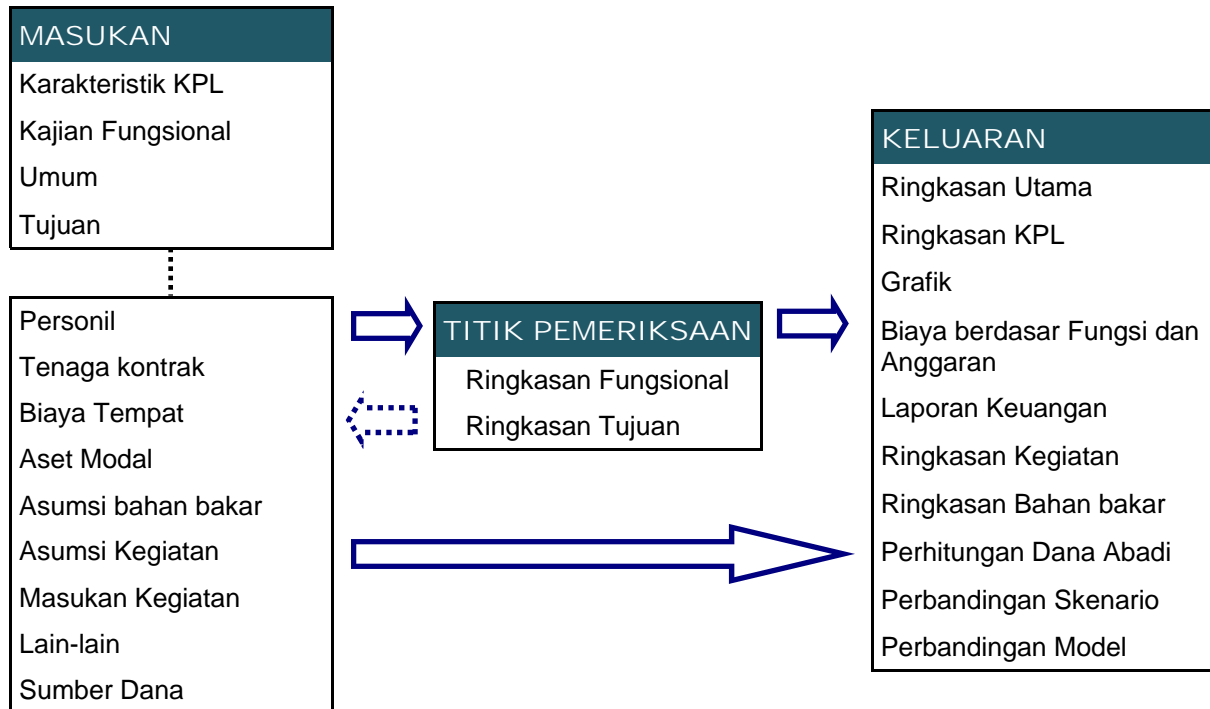 MASUKAN
Karakteristik KPL
Kajian Fungsional
Umum
Tujuan
Personil
Tenaga kontrak
Biaya Tempat
Aset Modal
Asumsi bahan bakar
Asumsi Kegiatan
Masukan Kegiatan
Lain-lain
Sumber Dana
TITIK PEMERIKSAAN
Ringkasan Fungsional
Ringkasan Tujuan
KELUARAN
Ringkasan Utama
Ringkasan KPL
Grafik
Biaya berdasar Fungsi dan
Anggaran
Laporan Keuangan
Ringkasan Kegiatan
Ringkasan Bahan bakar
Perhitungan Dana Abadi
Perbandingan Skenario
Perbandingan Model